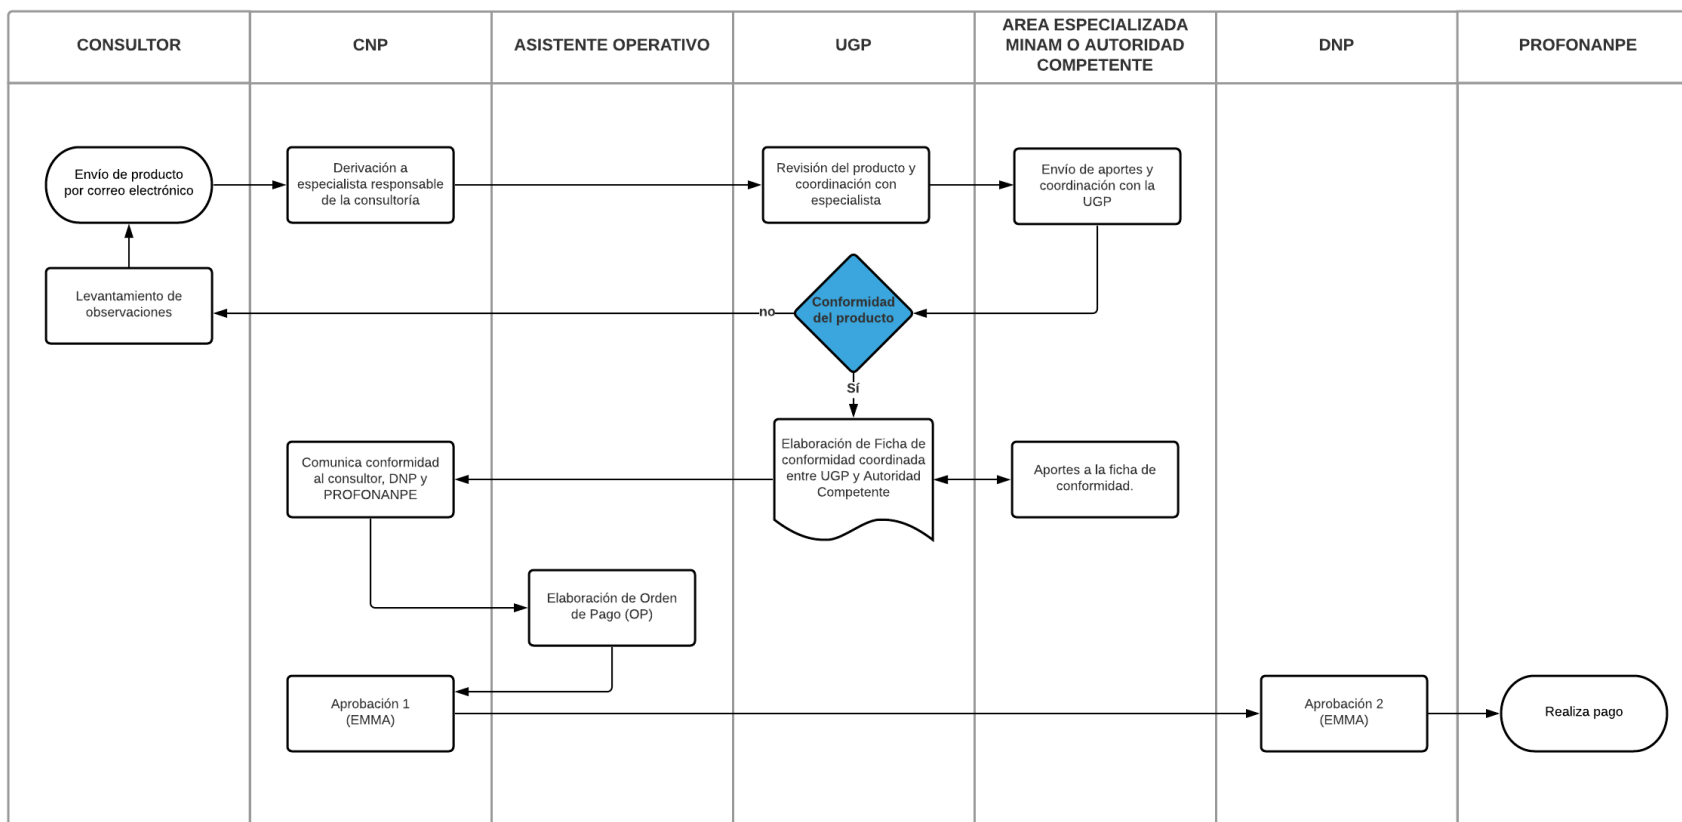 CONSULTOR
CNP
ASISTENTE OPERATIVO
UGP
AREA ESPECIALIZADA
MINAM O AUTORIDAD
COMPETENTE
DNP
PROFONANPE
Envío de producto
por correo electrónico
Derivación a
especialista responsable
de la consultoría
Revisión del producto y
coordinación con
especialista
Envío de aportes y
coordinación con la
UGP
Levantamiento de
observaciones
no
Conformidad
del producto
Sí
Comunica conformidad
al consultor, DNP y
PROFONANPE
Elaboración de Ficha de
conformidad coordinada
entre UGP y Autoridad
Competente
Aportes a la ficha de
conformidad.
Elaboración de Orden
de Pago (OP)
Aprobación 1
(EMMA)
Aprobación 2
(EMMA)
Realiza pago